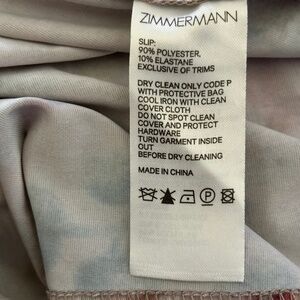 ZIMMERMANN
SLIP:
90% POLYESTER,
10% ELASTANE
EXCLUSIVE OF TRIMS
DRY CLEAN ONLY CODE P
WITH PROTECTIVE BAG
COOL IRON WITH CLEAN
COVER CLOTH
DO NOT SPOT CLEAN
COVER AND PROTECT
HARDWARE
TURN GARMENT INSIDE
OUT
BEFORE DRY CLEANING
MADE IN CHINA
P